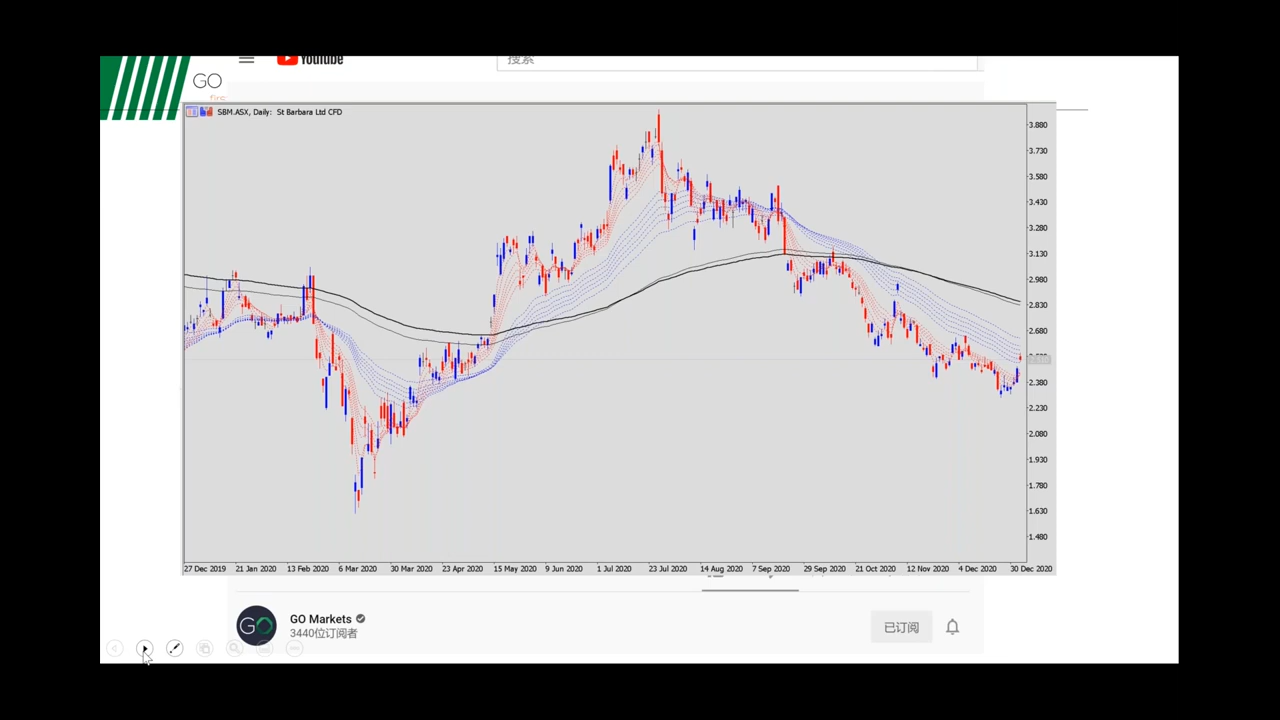 YouTube
搜索
GO
SBM.ASX, Daily: St Barbara Ltd CFD
3.880
3.730
3.580
3.430
3.280
3.130
2.980
2.830
2.680
2.380
2.230
2.080
1.930
1.780
1.630
1.480
27 Dec 2019 21 Jan 2020 13 Feb 2020 6 Mar 2020 30 Mar 2020 23 Apr 2020 15 May 2020 9 Jun 2020 1 Jul 2020 23 Jul 2020 14 Aug 2020 7 Sep 2020 29 Sep 2020 21 Oct 2020 12 Nov 2020 4 Dec 2020 30 Dec 2020
GO
GO Markets
3440位订阅者
已订阅